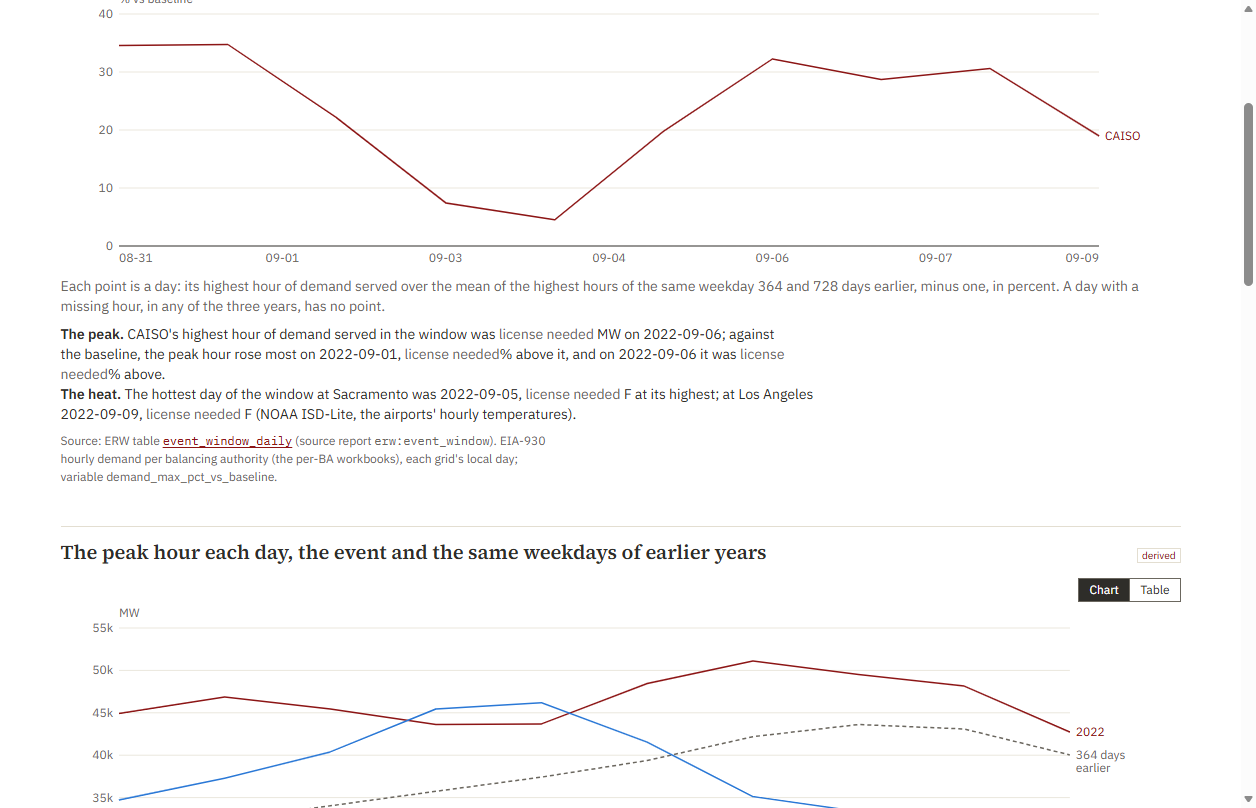 % vs baseline
40
30
20
10
0
CAISO
08-31
09-01
09-03
09-04
09-06
09-07
09-09
Each point is a day: its highest hour of demand served over the mean of the highest hours of the same weekday 364 and 728 days earlier, minus one, in percent. A day with a
missing hour, in any of the three years, has no point.
The peak. CAISO's highest hour of demand served in the window was license needed MW on 2022-09-06; against
the baseline, the peak hour rose most on 2022-09-01, license needed% above it, and on 2022-09-06 it was license
needed% above.
The heat. The hottest day of the window at Sacramento was 2022-09-05, license needed F at its highest; at Los Angeles
2022-09-09, license needed F (NOAA ISD-Lite, the airports' hourly temperatures).
Source: ERW table event_window_daily (source report erw:event_window). EIA-930
hourly demand per balancing authority (the per-BA workbooks), each grid's local day;
variable demand_max_pct_vs_baseline.
The peak hour each day, the event and the same weekdays of earlier years
derived
Chart Table
MW
55k
50k
45k
40k
35k
2022
364 days
earlier